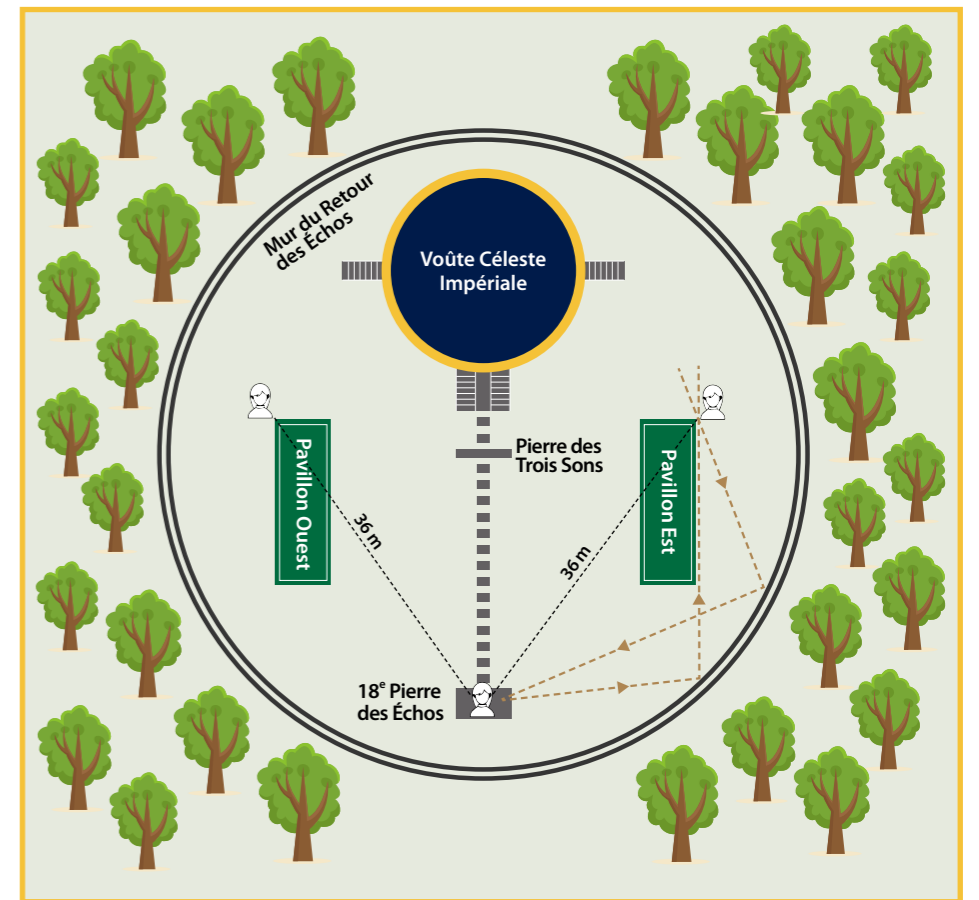 Mur du Retour
des Échos
Voûte Céleste
Impériale
Pierre des
Trois Sons
Pavillon Ouest
Pavillon Est
36 m
36 m
18e Pierre
des Échos